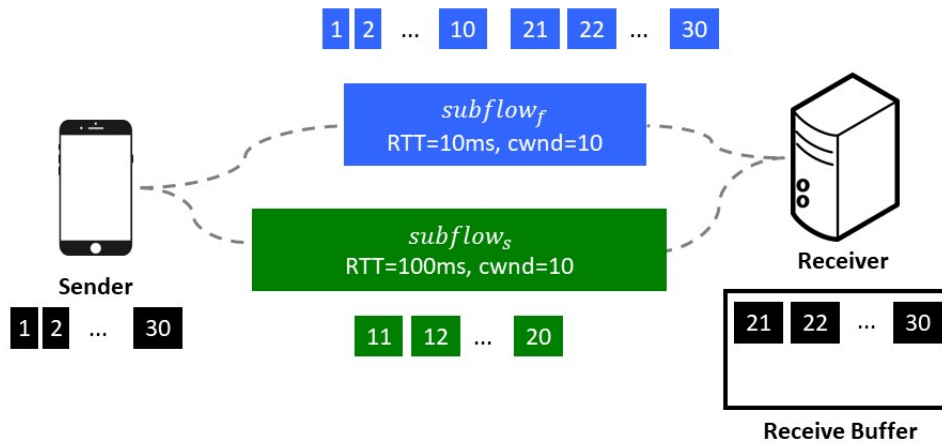 1 2 ... 10 21 22 ... 30
subflow_f
RTT=10ms, cwnd=10
subflow_s
RTT=100ms, cwnd=10
Sender
Receiver
1 2 ... 30
11 12 ... 20
21 22 ... 30
Receive Buffer